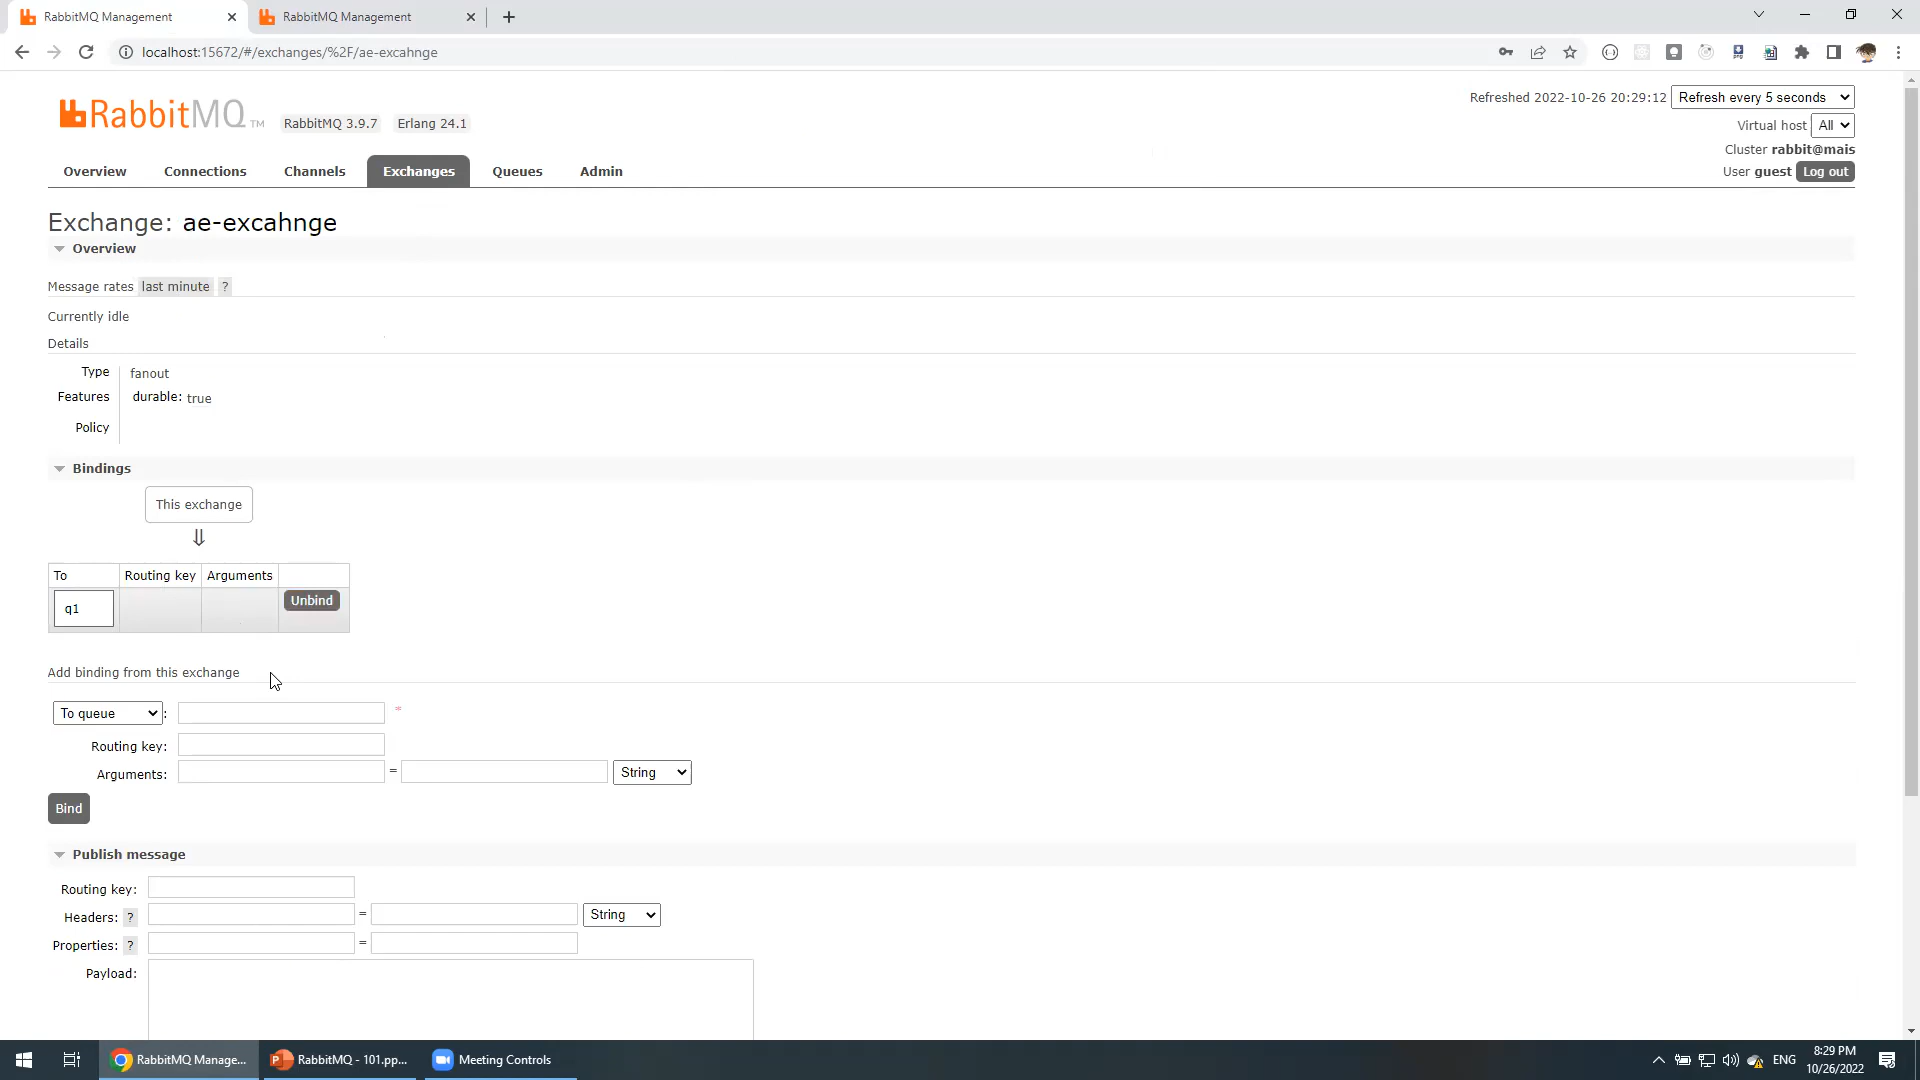 RabbitMQ Management
RabbitMQ Management
localhost:15672/#/exchanges/%2F/ae-excahnge
RabbitMQ TM
RabbitMQ 3.9.7
Erlang 24.1
Refreshed 2022-10-26 20:29:12
Refresh every 5 seconds
Virtual host All
Cluster rabbit@mais
User guest Log out
Overview Connections Channels Exchanges Queues Admin
Exchange: ae-excahnge
Overview
Message rates last minute ?
Currently idle
Details
Type fanout
Features durable: true
Policy
Bindings
This exchange
⇓
To Routing key Arguments
q1 Unbind
Add binding from this exchange
To queue : *
Routing key:
Arguments: = String
Bind
Publish message
Routing key:
Headers: ? = String
Properties: ? =
Payload:
RabbitMQ Manage...
RabbitMQ - 101.pp...
Meeting Controls
ENG
8:29 PM
10/26/2022